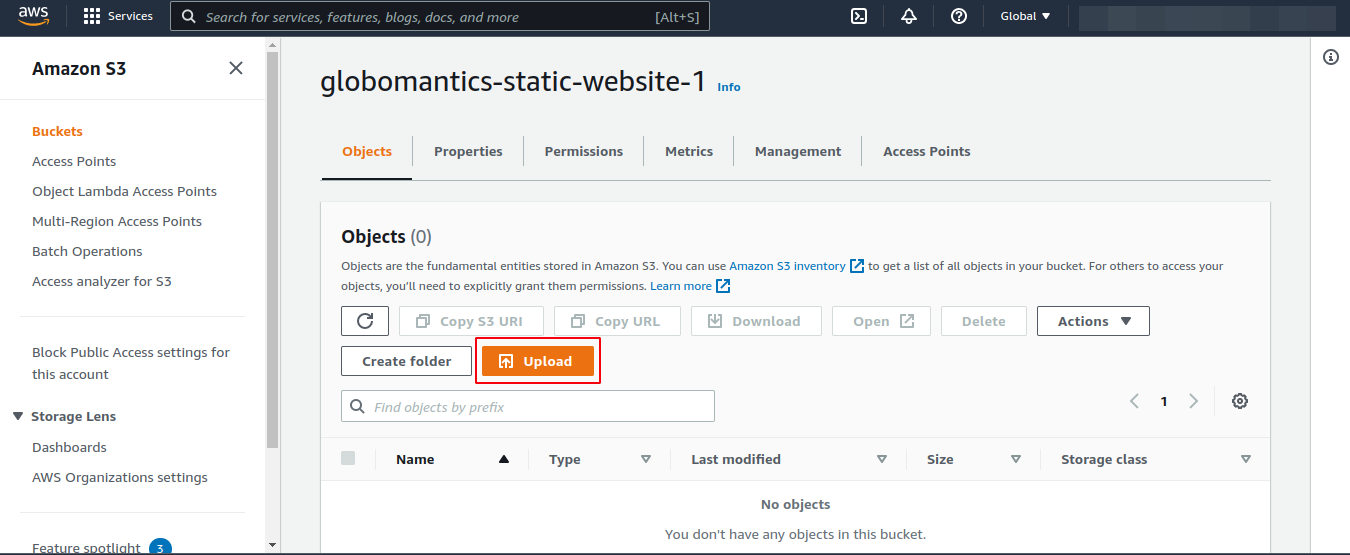 aws
Services
Search for services, features, blogs, docs, and more
[Alt+S]
Global
Amazon S3
Buckets
Access Points
Object Lambda Access Points
Multi-Region Access Points
Batch Operations
Access analyzer for S3
Block Public Access settings for
this account
Storage Lens
Dashboards
AWS Organizations settings
Feature spotlight 3
globomantics-static-website-1 Info
Objects Properties Permissions Metrics Management Access Points
Objects (0)
Objects are the fundamental entities stored in Amazon S3. You can use Amazon S3 inventory to get a list of all objects in your bucket. For others to access your
objects, you'll need to explicitly grant them permissions. Learn more
Copy S3 URI Copy URL Download Open Delete Actions
Create folder Upload
Find objects by prefix
1
Name Type Last modified Size Storage class
No objects
You don't have any objects in this bucket.